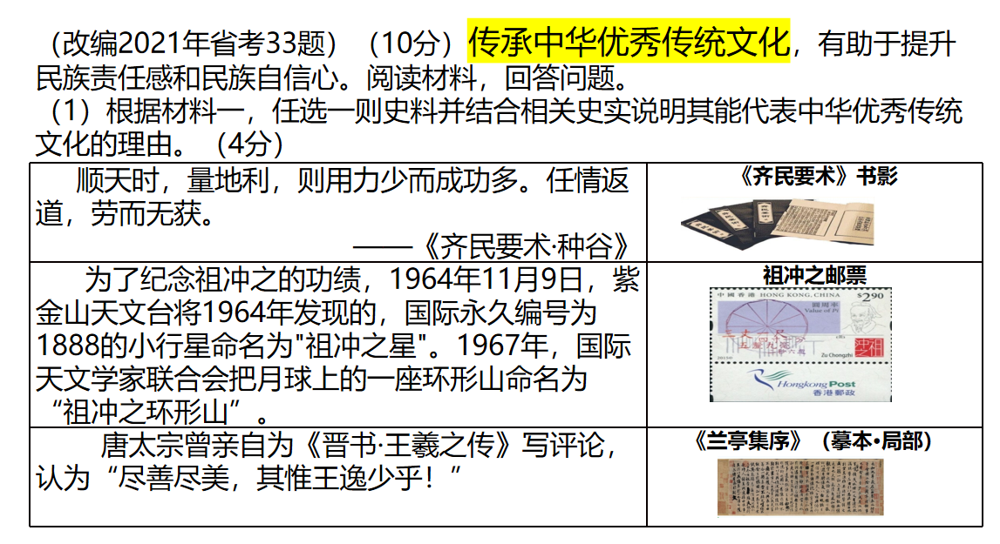 （改编2021年省考33题）（10分）传承中华优秀传统文化，有助于提升
民族责任感和民族自信心。阅读材料，回答问题。
（1）根据材料一，任选一则史料并结合相关史实说明其能代表中华优秀传统
文化的理由。（4分）
顺天时，量地利，则用力少而成功多。任情返
道，劳而无获。
——《齐民要术·种谷》
《齐民要术》书影
为了纪念祖冲之的功绩，1964年11月9日，紫
金山天文台将1964年发现的，国际永久编号为
1888的小行星命名为"祖冲之星"。1967年，国际
天文学家联合会把月球上的一座环形山命名为
“祖冲之环形山”。
祖冲之邮票
中國香港 HONG KONG, CHINA $2.90
圓周率
Value of Pi
Zu Chongzhi
Hongkong Post
香港郵政
唐太宗曾亲自为《晋书·王羲之传》写评论，
认为“尽善尽美，其惟王逸少乎！”
《兰亭集序》（摹本·局部）